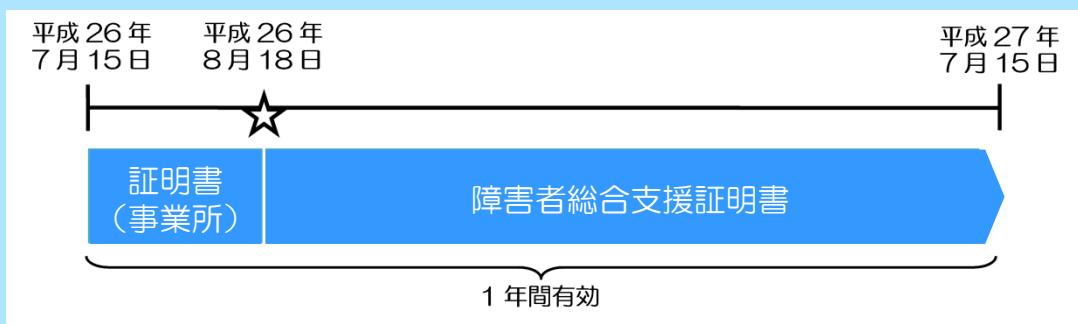 平成26年
7月15日
平成26年
8月18日
平成27年
7月15日
証明書
（事業所）
障害者総合支援証明書
1 年間有効